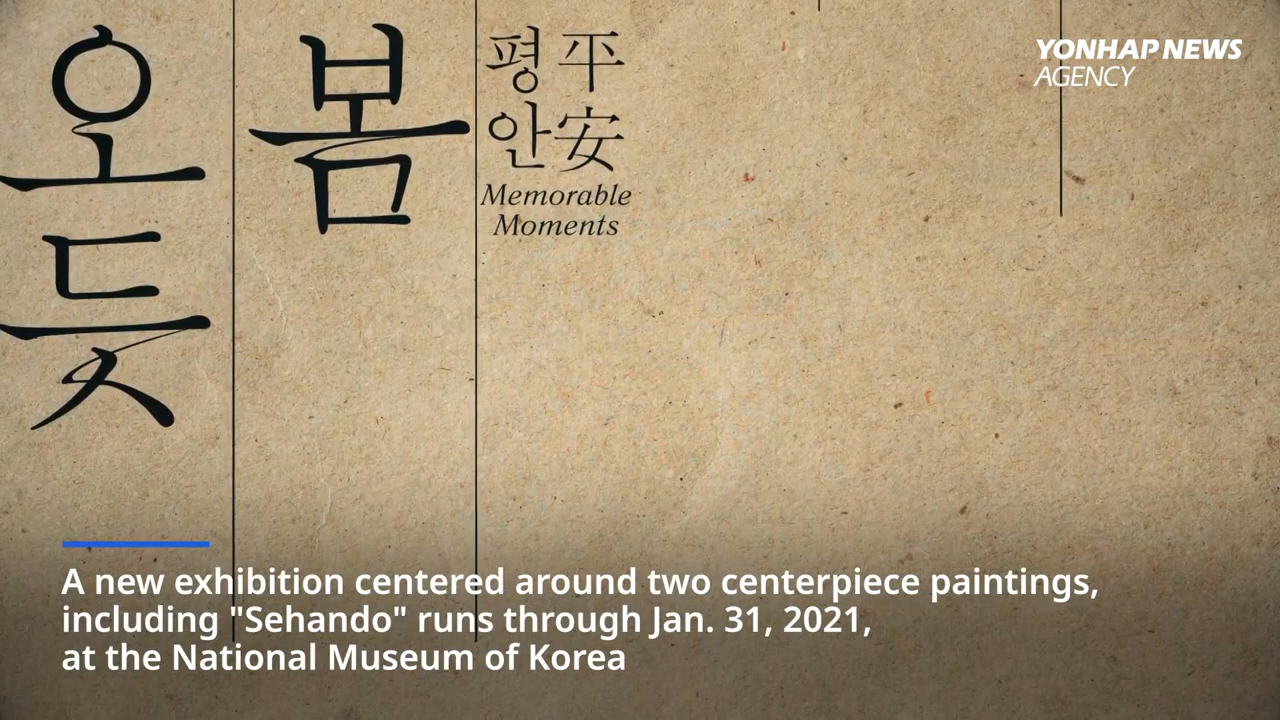 오
듯
봄
평 平
안 安
Memorable
Moments
YONHAP NEWS
AGENCY
A new exhibition centered around two centerpiece paintings,
including "Sehando" runs through Jan. 31, 2021,
at the National Museum of Korea